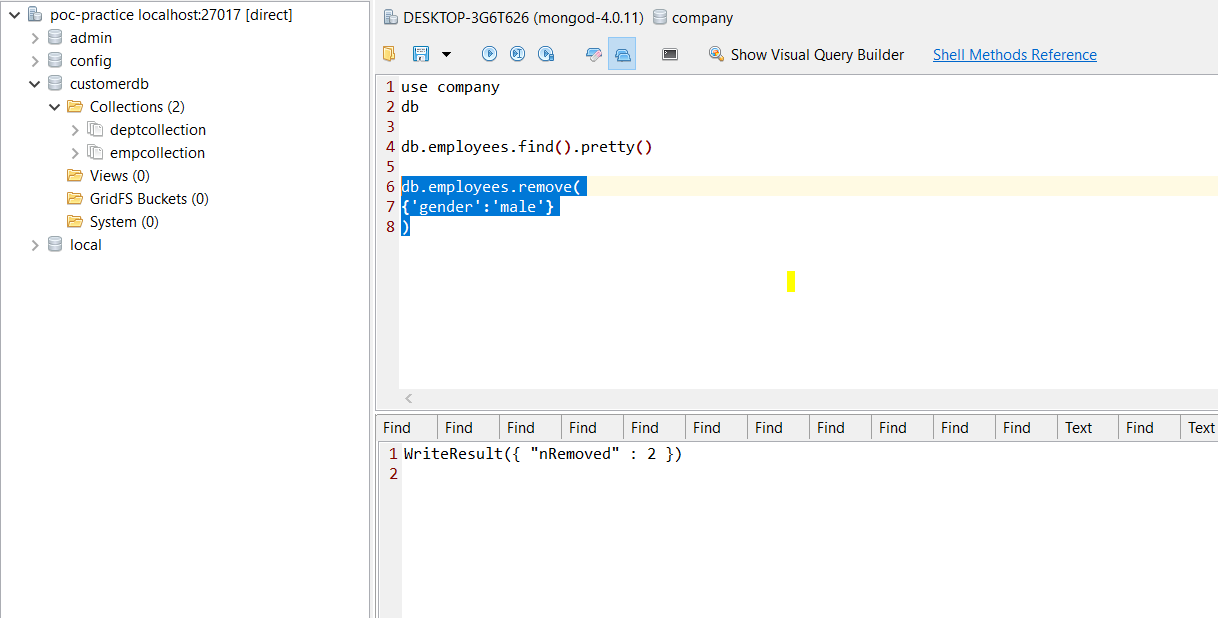 poc-practice localhost:27017 [direct]
admin
config
customerdb
Collections (2)
deptcollection
empcollection
Views (0)
GridFS Buckets (0)
System (0)
local
DESKTOP-3G6T626 (mongod-4.0.11) company
Show Visual Query Builder Shell Methods Reference
1 use company
2 db
3
4 db.employees.find().pretty()
5
6 db.employees.remove(
7 {'gender':'male'}
8 )
Find Find Find Find Find Find Find Find Find Find Find Text Find Text
1 WriteResult({ "nRemoved" : 2 })
2